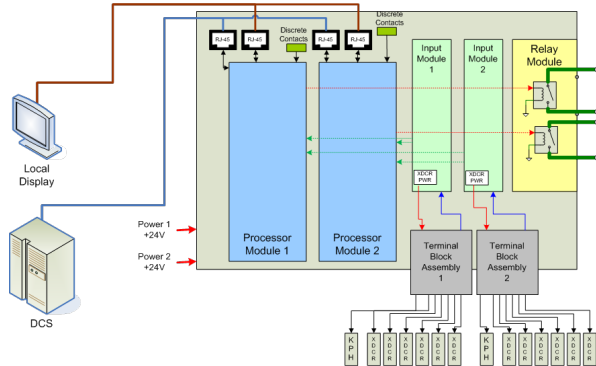 Discrete
Contacts
Discrete
Contacts
RJ-45
RJ-45
RJ-45
RJ-45
Input
Module
1
Input
Module
2
Relay
Module
Local
Display
XDCR
PWR
XDCR
PWR
Power 1
+24V
Power 2
+24V
Processor
Module 1
Processor
Module 2
Terminal
Block
Assembly
1
Terminal
Block
Assembly
2
DCS
KPH
XDCR
XDCR
XDCR
XDCR
XDCR
KPH
XDCR
XDCR
XDCR
XDCR
XDCR
XDCR